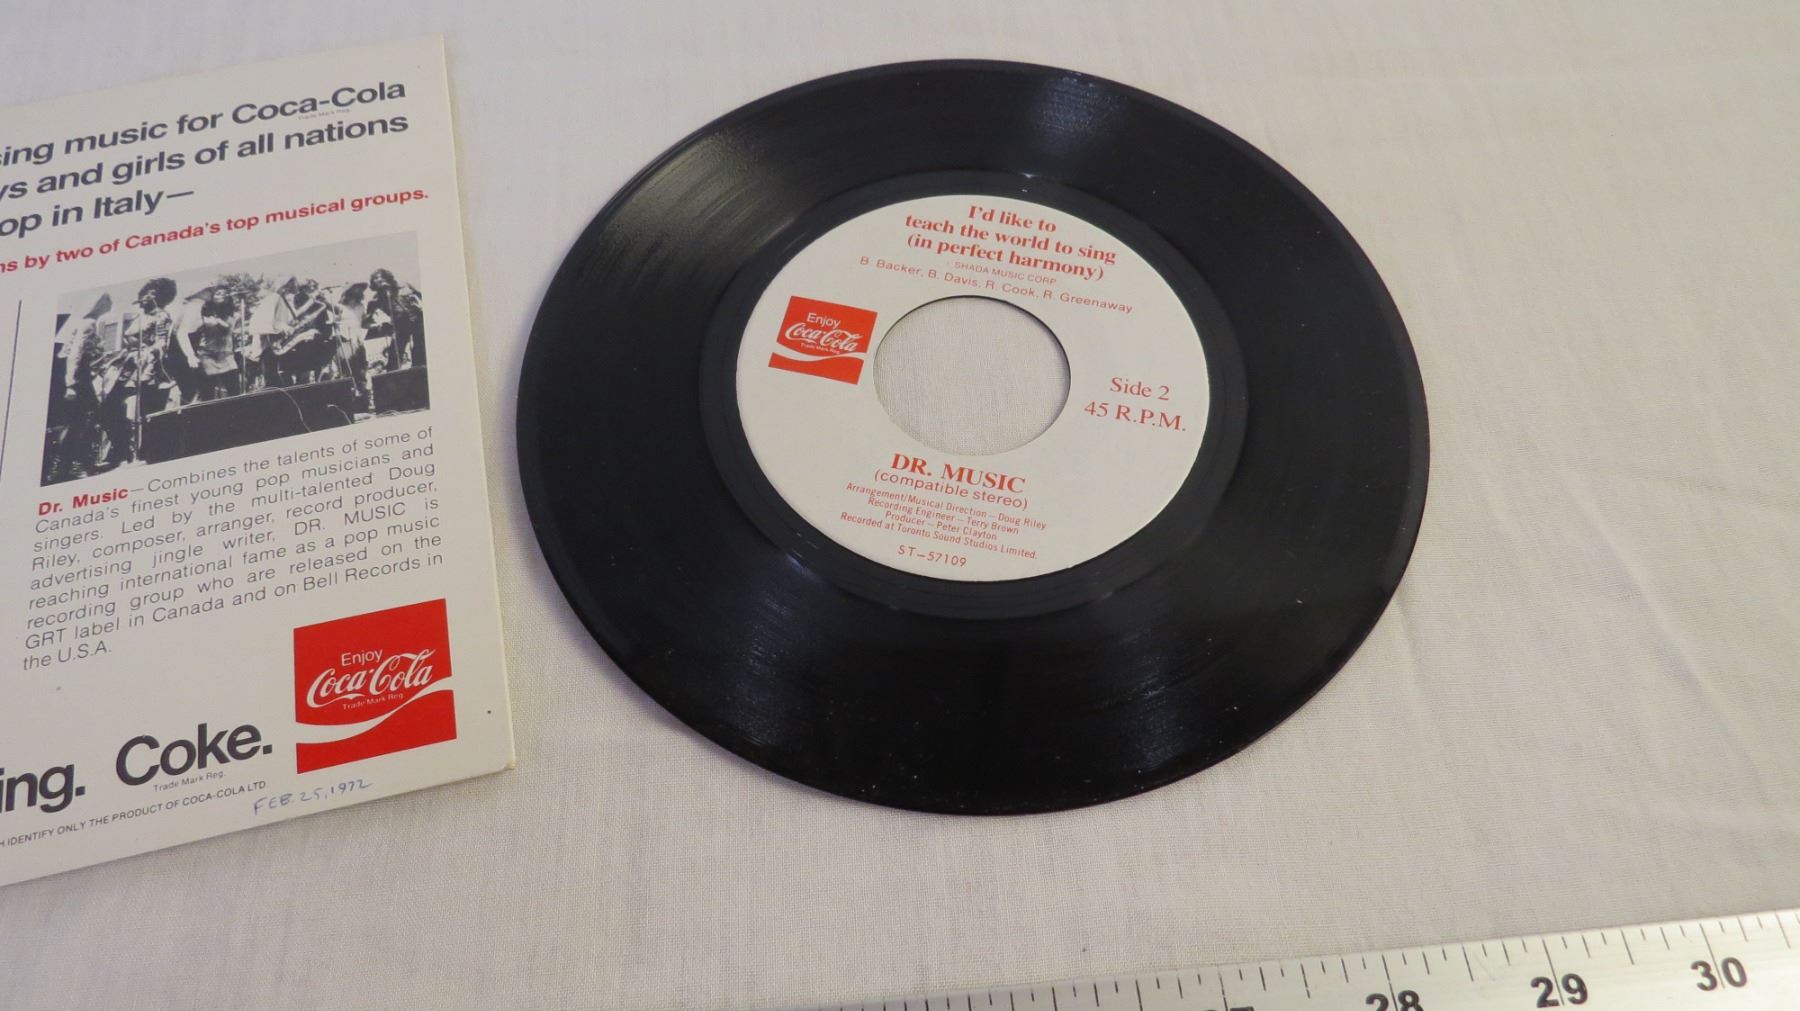 sing music for Coca-Cola
Trade Mark Reg.
ys and girls of all nations
op in Italy—
ns by two of Canada's top musical groups.
Dr. Music—Combines the talents of some of
Canada's finest young pop musicians and
singers. Led by the multi-talented Doug
Riley, composer, arranger, record producer,
advertising jingle writer, DR. MUSIC is
reaching international fame as a pop music
recording group who are released on the
GRT label in Canada and on Bell Records in
the U.S.A.
Enjoy
Coca-Cola
Trade Mark Reg.
ing. Coke.
Trade Mark Reg.
H IDENTIFY ONLY THE PRODUCT OF COCA-COLA LTD.
FEB. 25, 1972
I'd like to
teach the world to sing
(in perfect harmony)
SHADA MUSIC CORP
B. Backer, B. Davis, R. Cook, R. Greenaway
Enjoy
Coca-Cola
Trade Mark Reg.
Side 2
45 R.P.M.
DR. MUSIC
(compatible stereo)
Arrangement/Musical Direction—Doug Riley
Recording Engineer—Terry Brown
Producer—Peter Clayton
Recorded at Toronto Sound Studios Limited.
ST—57109
28 29 30